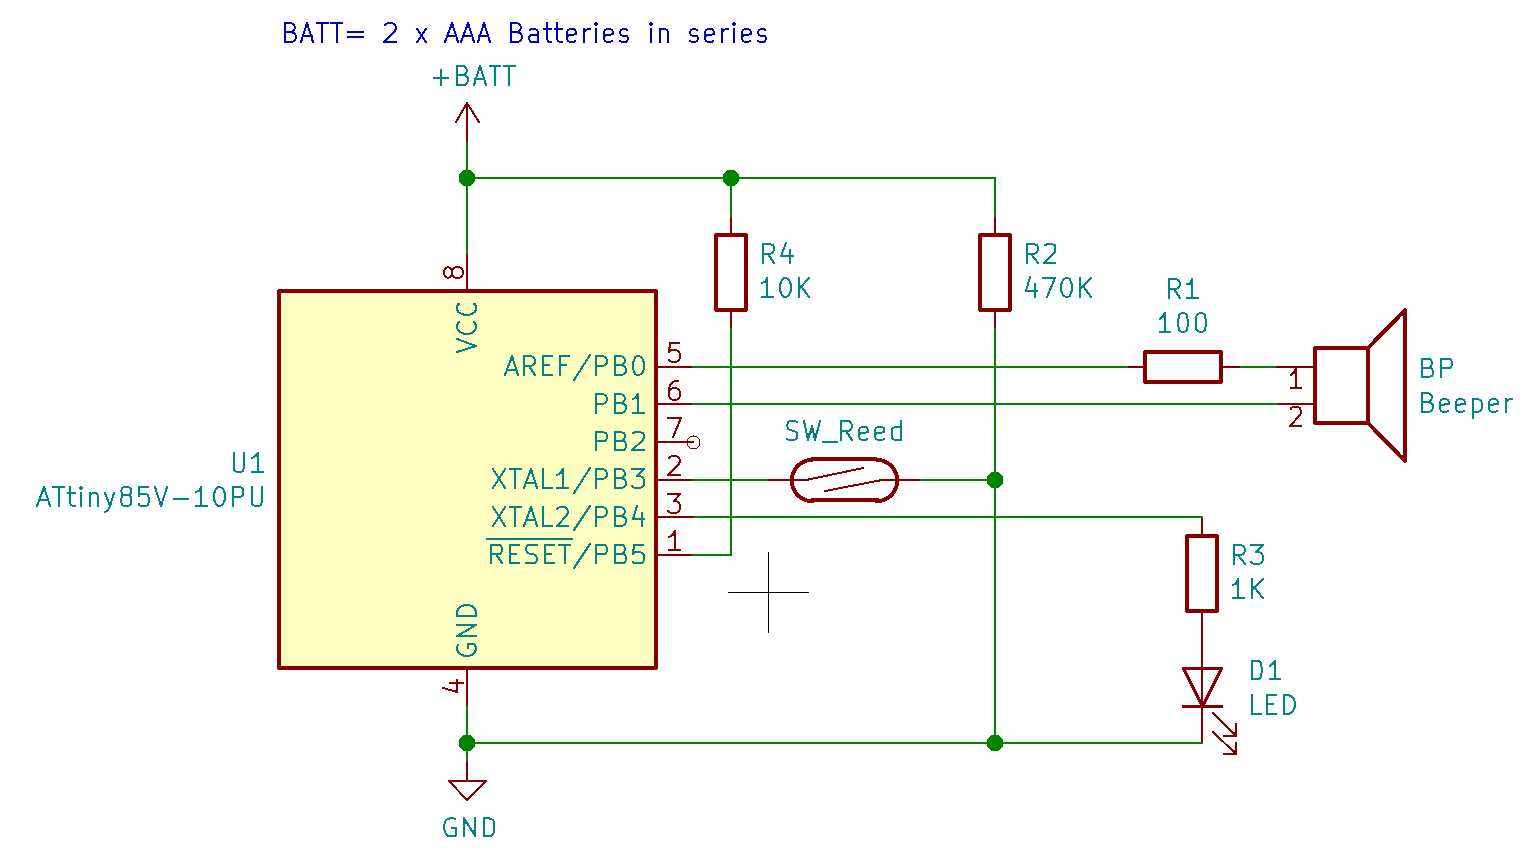 BATT= 2 x AAA Batteries in series
+BATT
R4
10K
R2
470K
R1
100
8
VCC
AREF/PB0
5
PB1
6
PB2
7
XTAL1/PB3
2
XTAL2/PB4
3
RESET/PB5
1
SW_Reed
1
2
BP
Beeper
U1
ATtiny85V-10PU
R3
1K
GND
4
D1
LED
GND